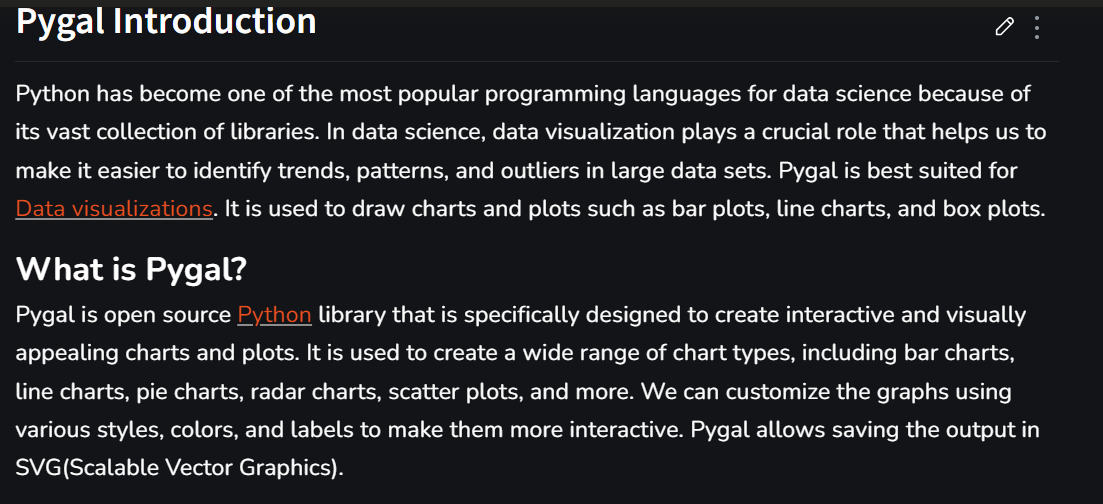 Pygal Introduction
Python has become one of the most popular programming languages for data science because of
its vast collection of libraries. In data science, data visualization plays a crucial role that helps us to
make it easier to identify trends, patterns, and outliers in large data sets. Pygal is best suited for
Data visualizations. It is used to draw charts and plots such as bar plots, line charts, and box plots.
What is Pygal?
Pygal is open source Python library that is specifically designed to create interactive and visually
appealing charts and plots. It is used to create a wide range of chart types, including bar charts,
line charts, pie charts, radar charts, scatter plots, and more. We can customize the graphs using
various styles, colors, and labels to make them more interactive. Pygal allows saving the output in
SVG(Scalable Vector Graphics).